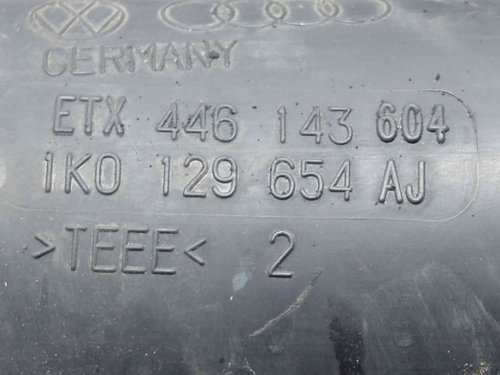 GERMANY
ETX 446 143 604
1K0 129 654 AJ
>TEEE< 2